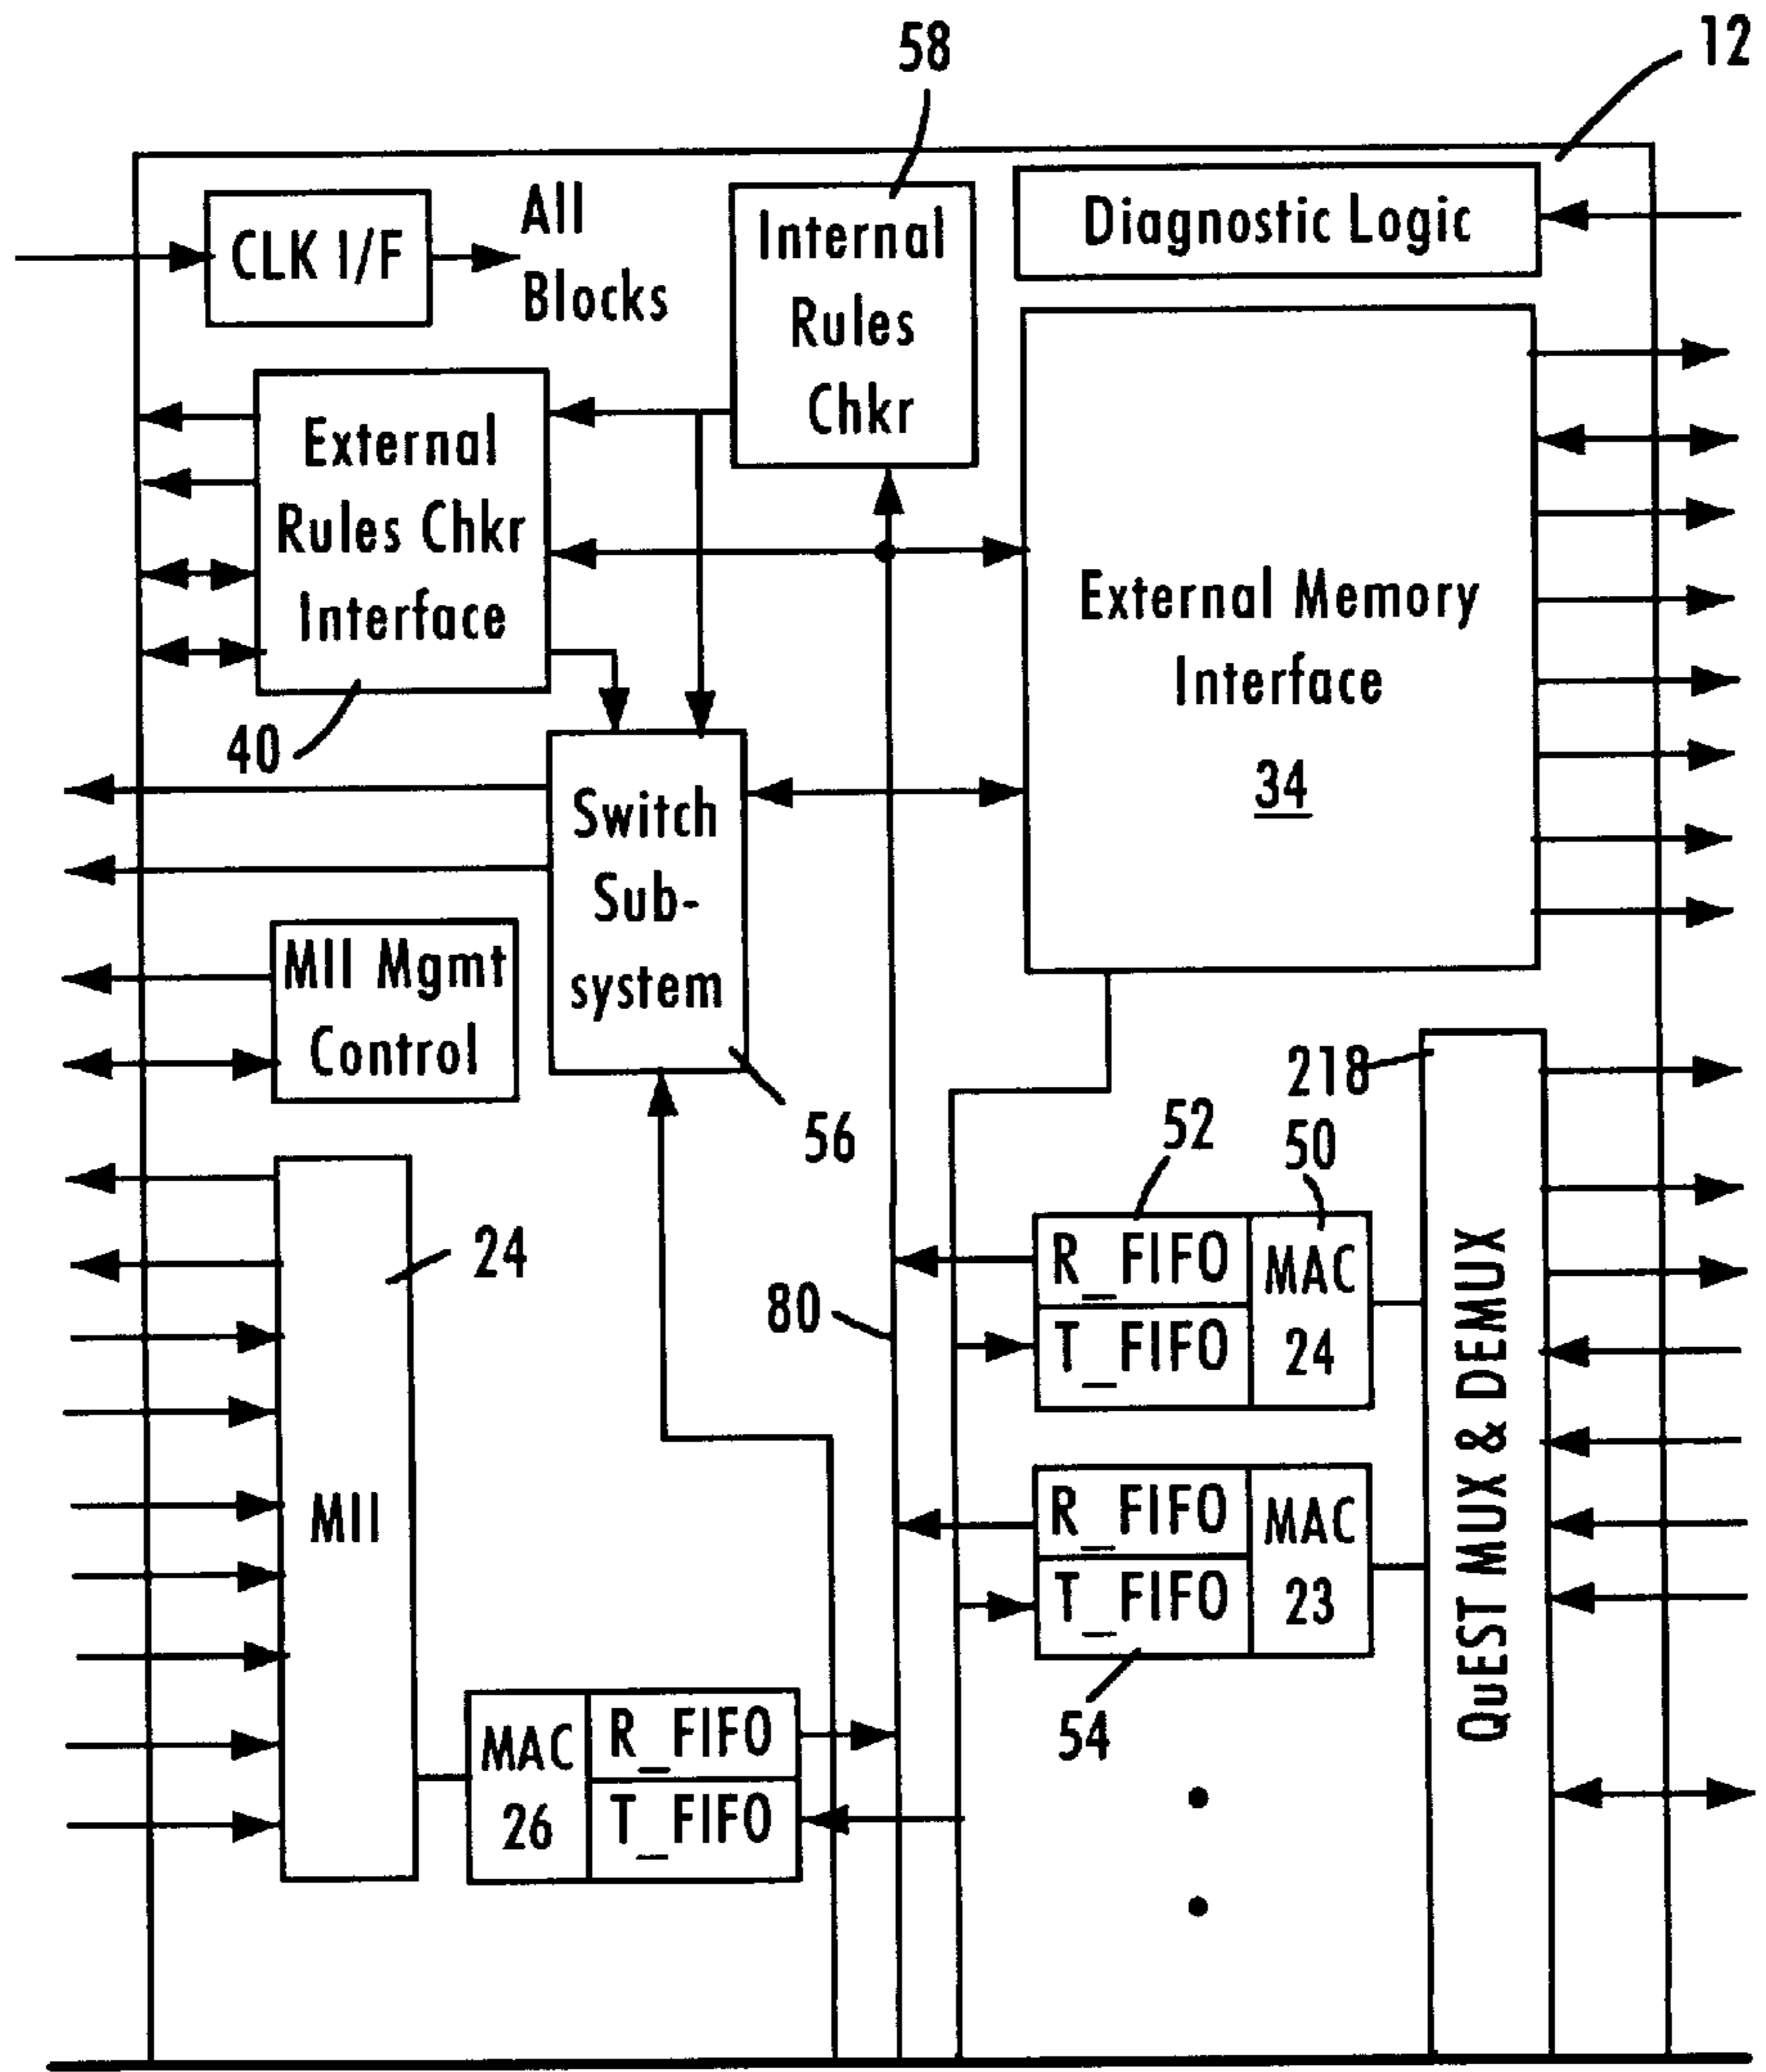 58
12
CLK I/F
All
Blocks
Internal
Rules
Chkr
Diagnostic Logic
External
Rules Chkr
Interface
40
External Memory
Interface
34
Switch
Sub-
system
56
MII Mgmt
Control
218
52
50
24
MII
80
R_FIFO
T_FIFO
MAC
24
R_FIFO
T_FIFO
MAC
23
54
QuEST MUX & DEMUX
MAC
26
R_FIFO
T_FIFO